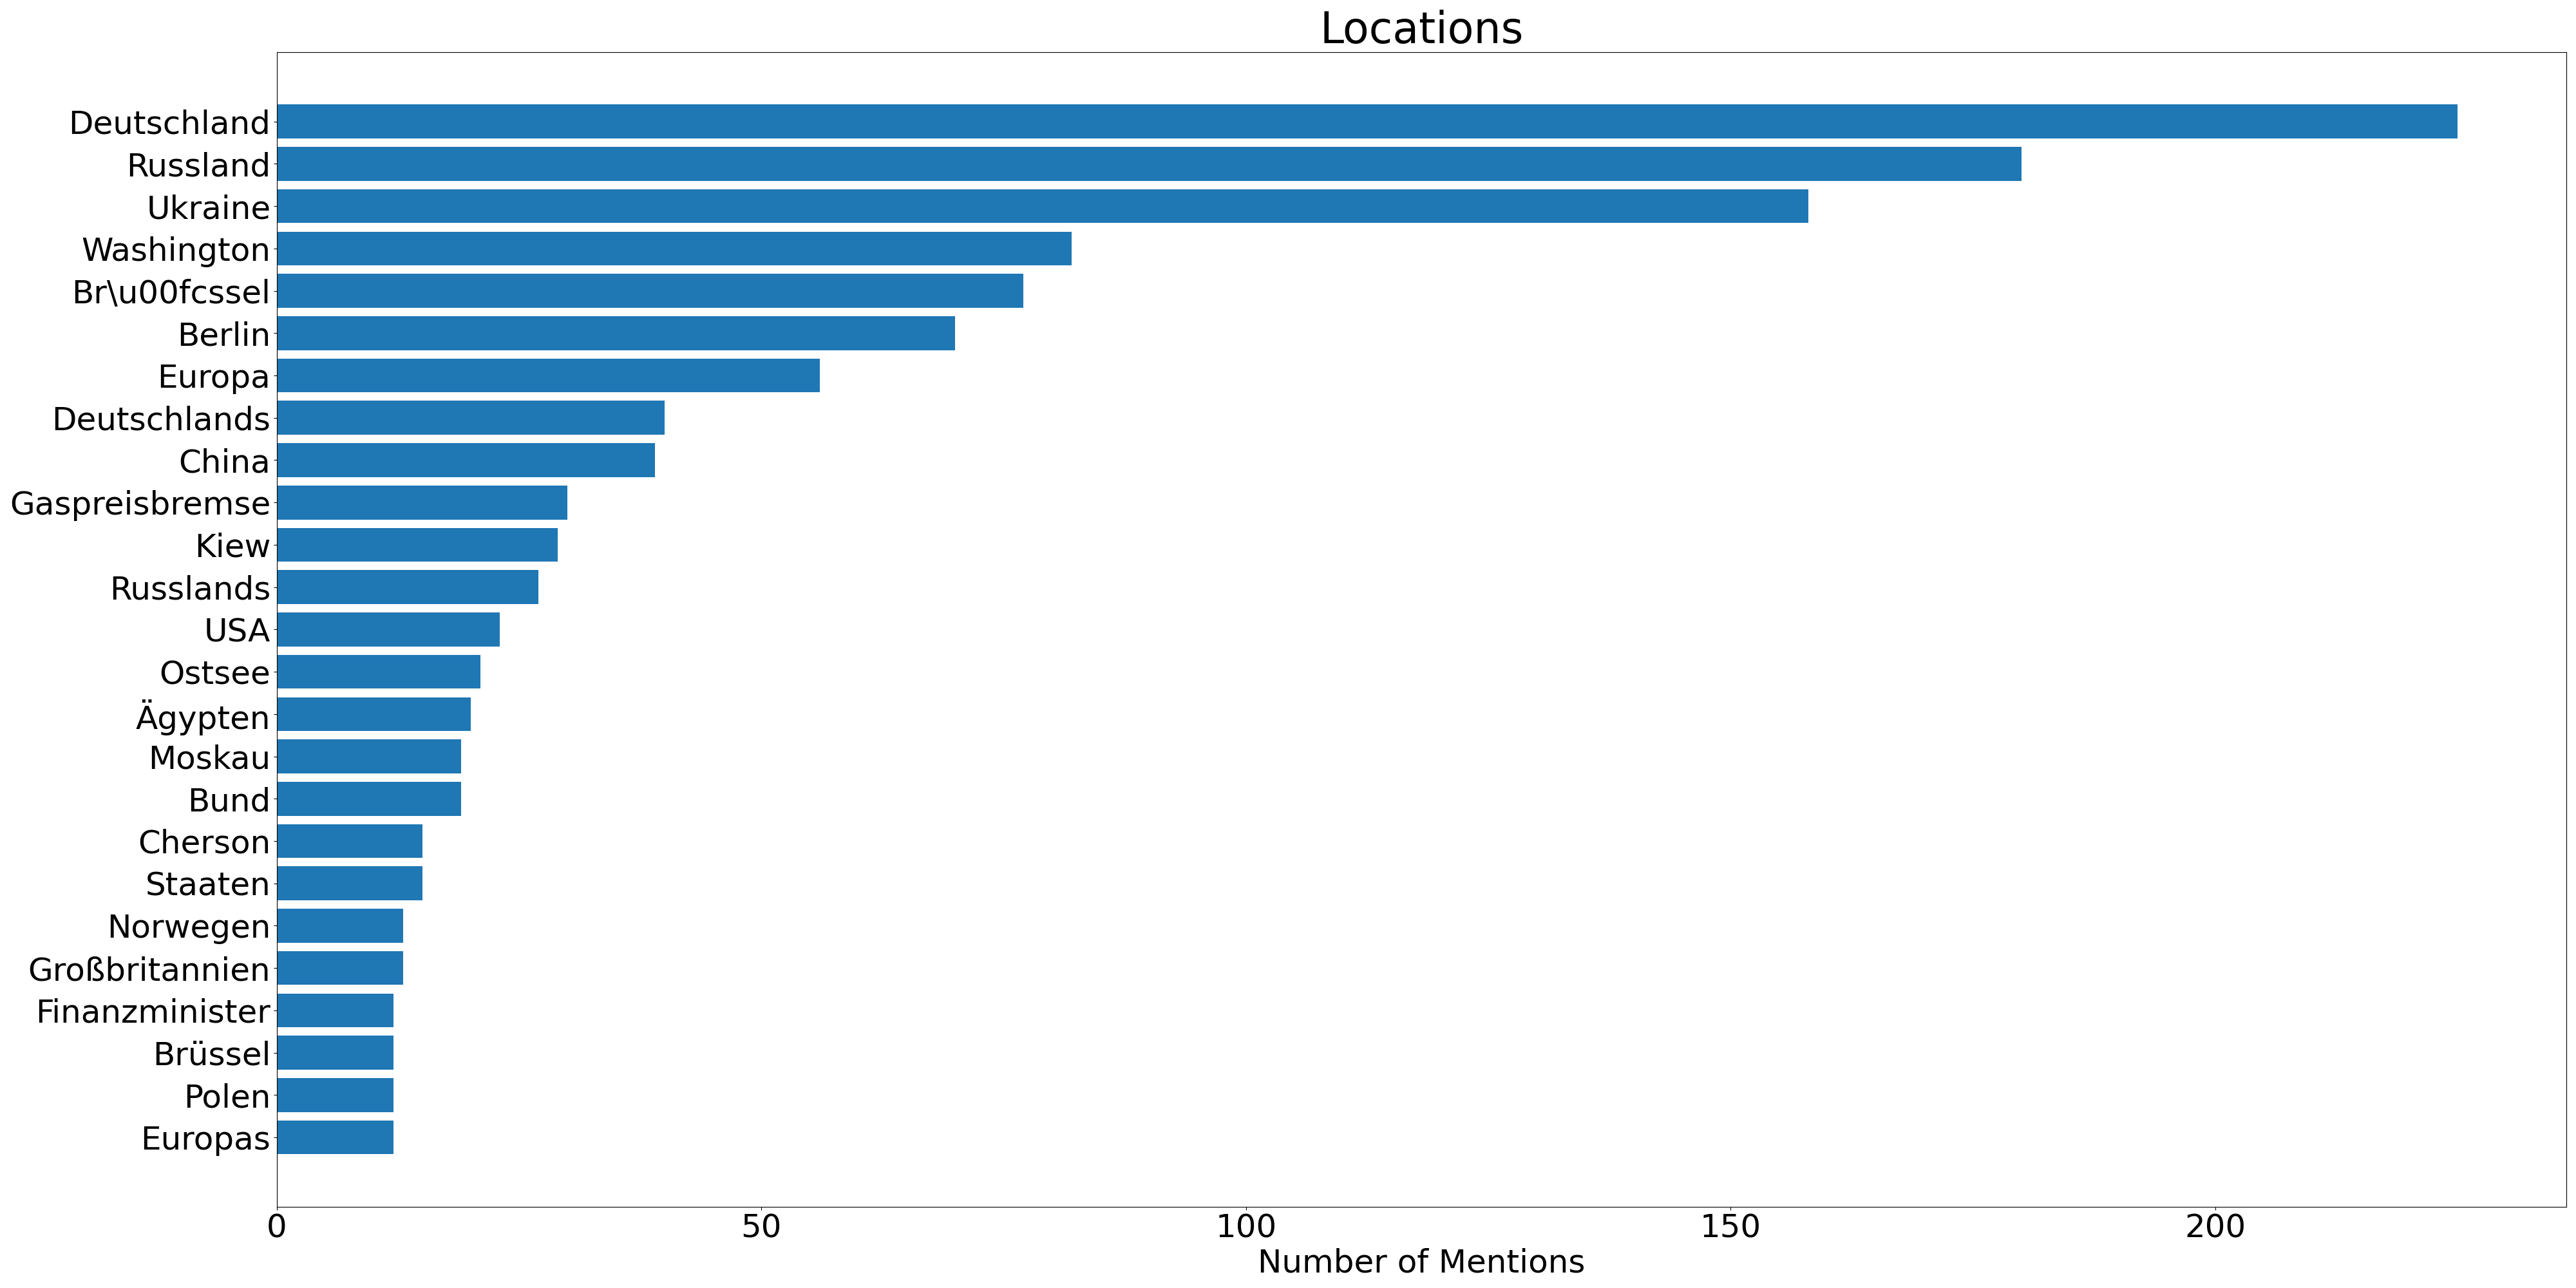 Locations
Deutschland
Russland
Ukraine
Washington
Br\u00fcssel
Berlin
Europa
Deutschlands
China
Gaspreisbremse
Kiew
Russlands
USA
Ostsee
Ägypten
Moskau
Bund
Cherson
Staaten
Norwegen
Großbritannien
Finanzminister
Brüssel
Polen
Europas
0 50 100 150 200
Number of Mentions